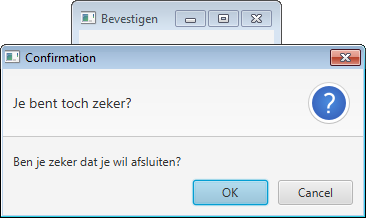 Bevestigen
Confirmation
Je bent toch zeker?
?
Ben je zeker dat je wil afsluiten?
OK
Cancel